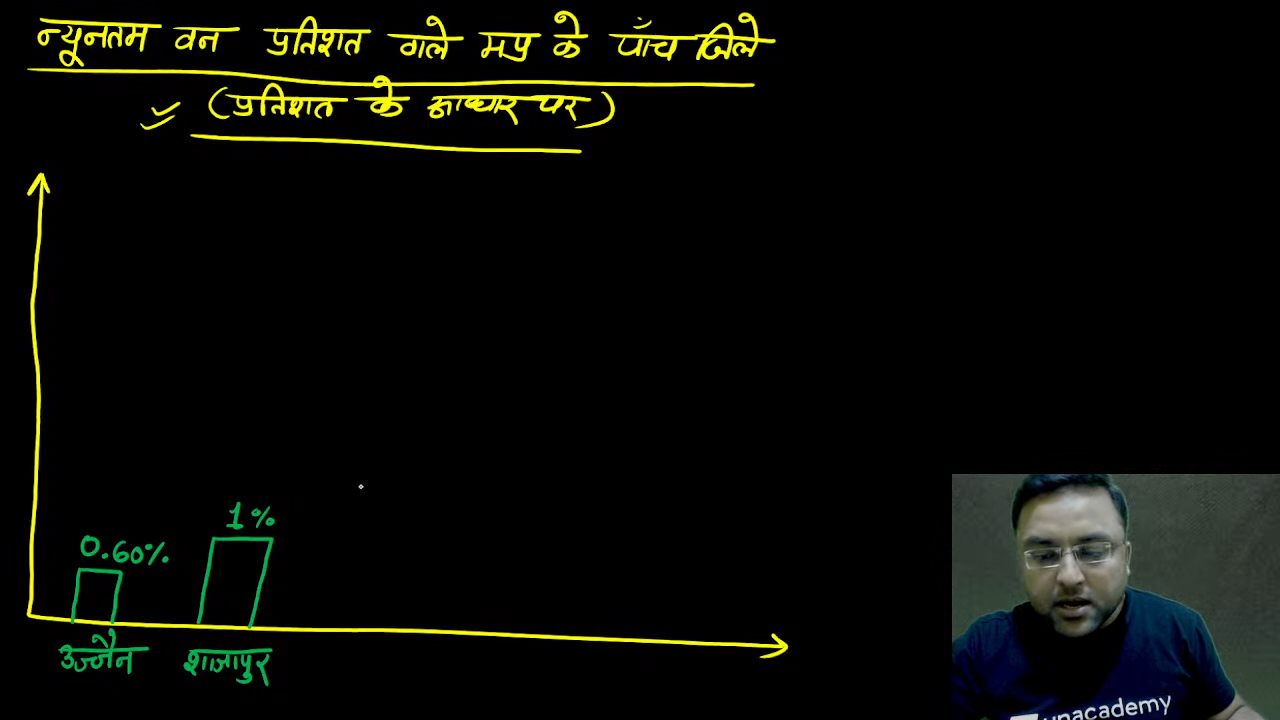 न्यूनतम वन प्रतिशत वाले मप्र के पाँच जिले
(प्रतिशत के आधार पर)
1%
0.60%
उज्जैन शाजापुर
unacademy